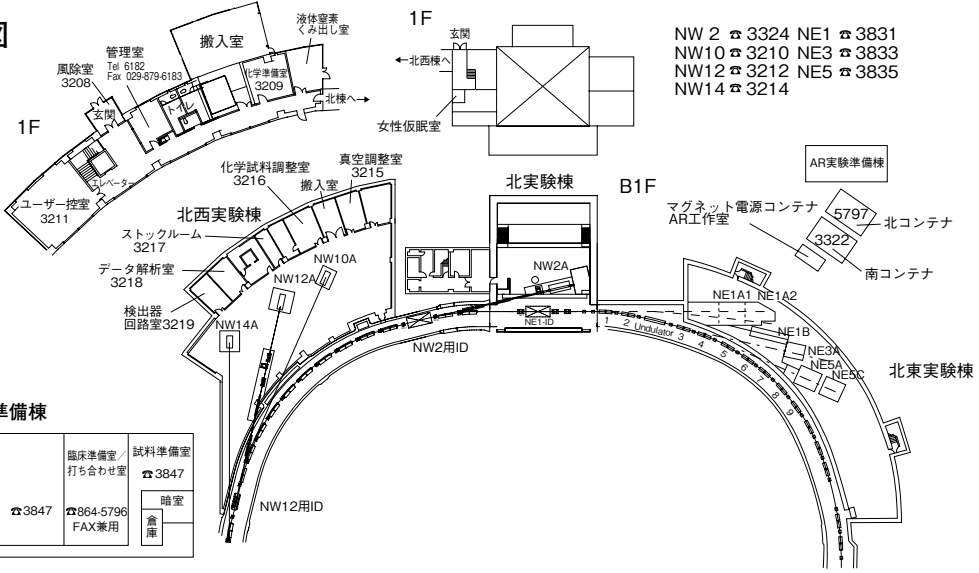 図
NW 2 ☎ 3324 NE1 ☎ 3831
NW10 ☎ 3210 NE3 ☎ 3833
NW12 ☎ 3212 NE5 ☎ 3835
NW14 ☎ 3214
1F
風除室
3208
管理室
Tel 6182
Fax 029-879-6183
搬入室
液体窒素
くみ出し室
化学準備室
3209
玄関
トイレ
北棟へ→
エレベーター
ユーザー控室
3211
1F
玄関
←北西棟へ
女性仮眠室
B1F
北西実験棟
化学試料調整室
3216
搬入室
真空調整室
3215
ストックルーム
3217
データ解析室
3218
検出器
回路室3219
NW10A
NW12A
NW14A
北実験棟
NW2A
NE1-ID
NW2用ID
NW12用ID
1 2 Undulator 3 4 5 6 7 8 9
AR実験準備棟
マグネット電源コンテナ
AR工作室
5797
北コンテナ
3322
南コンテナ
NE1A1 NE1A2
NE1B
NE3A
NE5A
NE5C
北東実験棟
準備棟
☎3847
臨床準備室／
打ち合わせ室
☎864-5796
FAX兼用
試料準備室
☎3847
暗室
倉庫